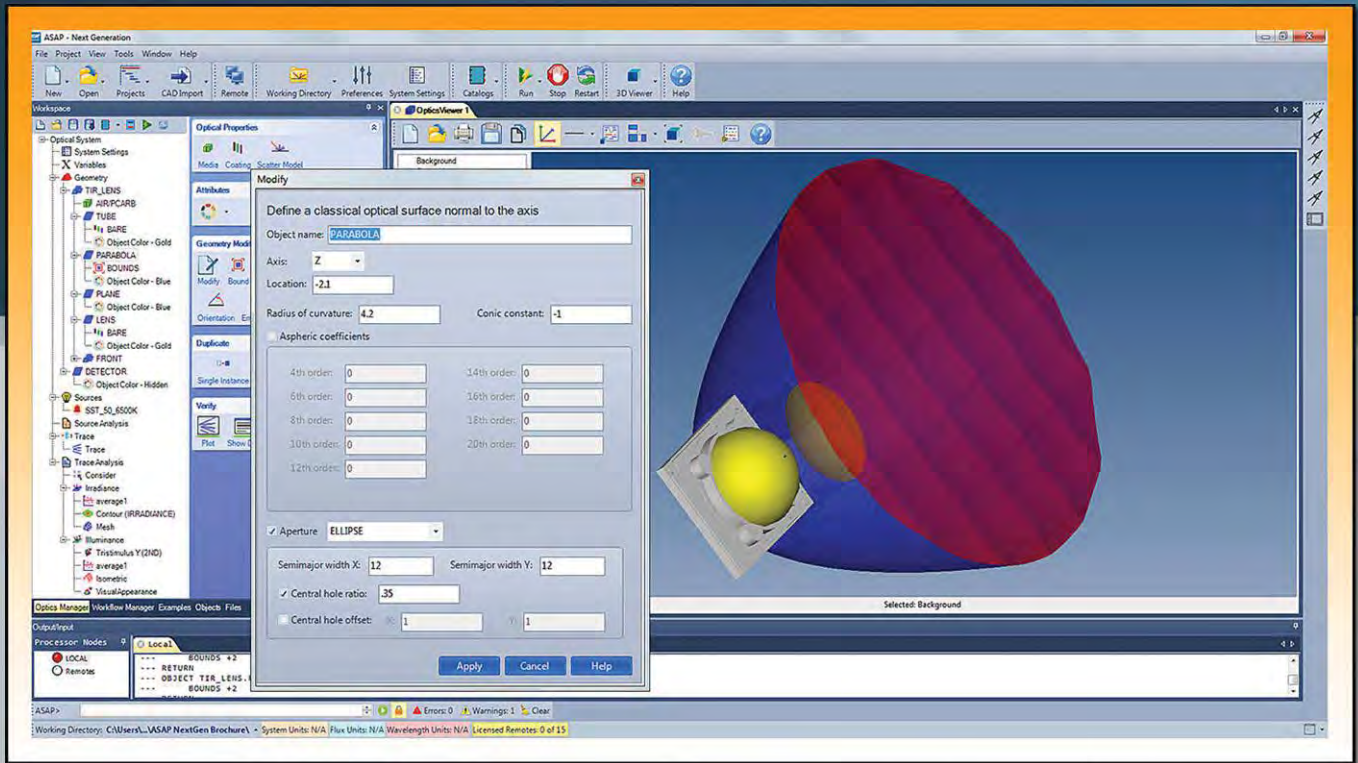 ASAP - Next Generation
File Project View Tools Window Help
New Open Projects CAD Import Remote Working Directory Preferences System Settings Catalogs Run Stop Restart 3D Viewer Help
Workspace
OpticsViewer 1
Optical System
System Settings
Variables
Geometry
TIR_LENS
AIR/PCARB
TUBE
BARE
Object Color - Gold
PARABOLA
BOUNDS
Object Color - Blue
PLANE
Object Color - Blue
LENS
BARE
Object Color - Gold
FRONT
DETECTOR
Object Color - Hidden
Sources
SST_50_6500K
Source Analysis
Trace
Trace
Trace Analysis
Consider
Irradiance
average1
Contour (IRRADIANCE)
Mesh
Illuminance
Tristimulus Y (2ND)
average1
Isometric
VisualAppearance
Optics Manager Workflow Manager Examples Objects Files
Optical Properties
Media Coating Scatter Model
Attributes
Geometry Modi
Modify Bound
Orientation
Duplicate
Single Instance
Verify
Plot Show
Background
Modify
Define a classical optical surface normal to the axis
Object name: PARABOLA
Axis: Z
Location: -2.1
Radius of curvature: 4.2 Conic constant: -1
Aspheric coefficients
4th order: 0 14th order: 0
6th order: 0 16th order: 0
8th order: 0 18th order: 0
10th order: 0 20th order: 0
12th order: 0
Aperture ELLIPSE
Semimajor width X: 12 Semimajor width Y: 12
Central hole ratio: .35
Central hole offset: X: 1 Y: 1
Apply Cancel Help
Selected: Background
Output/Input
Processor Nodes
LOCAL
Remotes
Local
--- BOUNDS +2
--- RETURN
--- OBJECT TIR_LENS.
--- BOUNDS +2
ASAP>
Errors: 0 Warnings: 1 Clear
Working Directory: C:\Users\...\ASAP NextGen Brochure\ System Units: N/A Flux Units: N/A Wavelength Units: N/A Licensed Remotes: 0 of 15